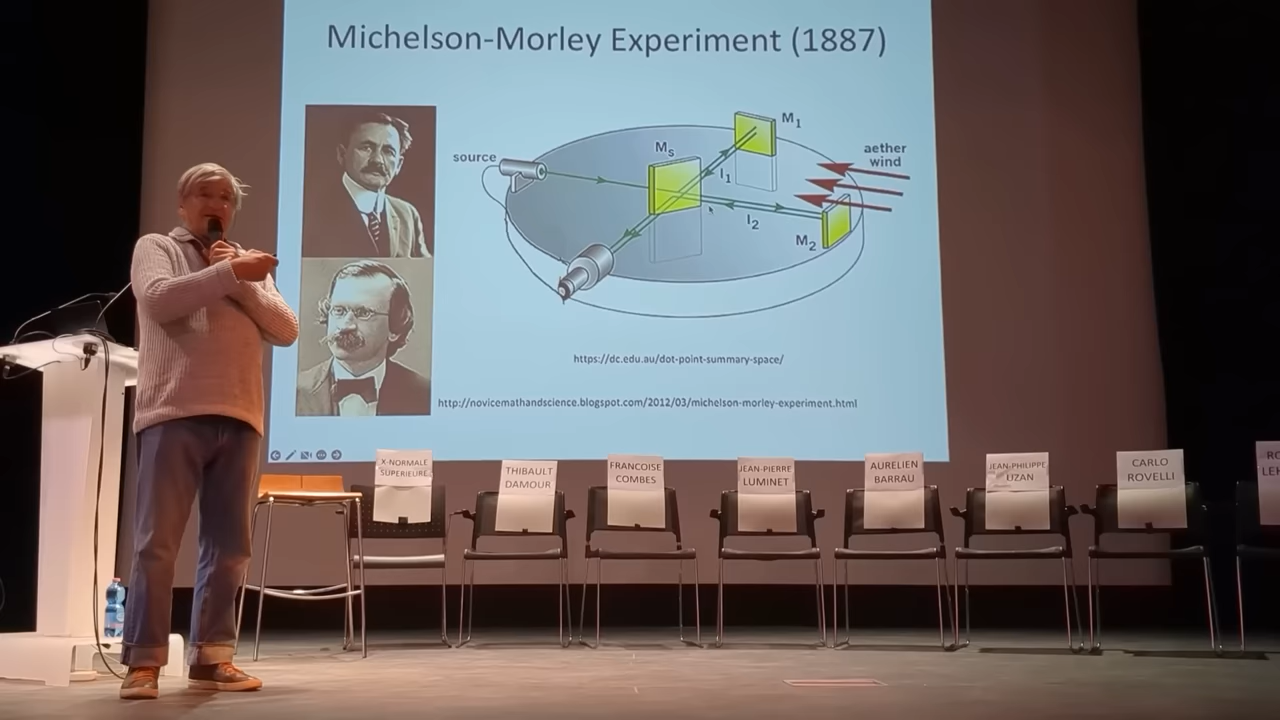 Michelson-Morley Experiment (1887)
source
Ms
M1
I1
I2
M2
aether
wind
https://dc.edu.au/dot-point-summary-space/
http://novicemathandscience.blogspot.com/2012/03/michelson-morley-experiment.html
X-NORMALE
SUPERIEURE
THIBAULT
DAMOUR
FRANCOISE
COMBES
JEAN-PIERRE
LUMINET
AURELIEN
BARRAU
JEAN-PHILIPPE
UZAN
CARLO
ROVELLI